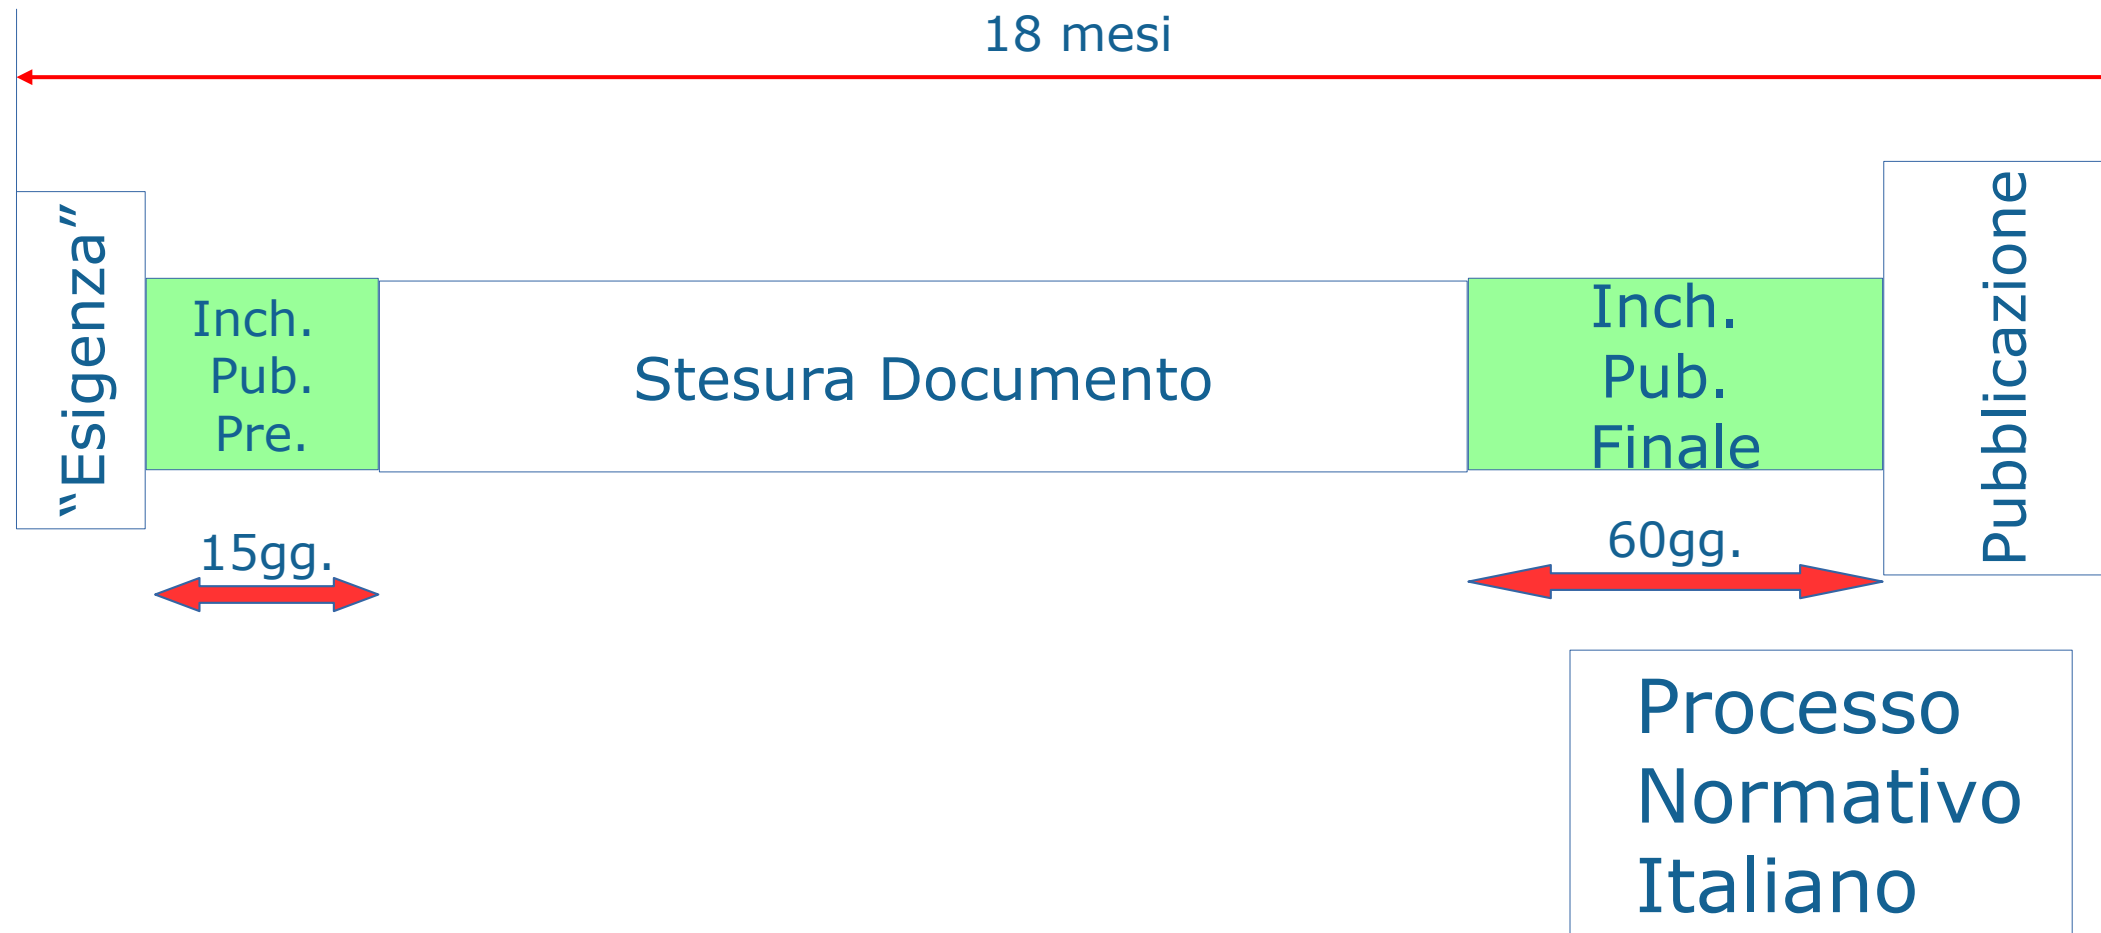 18 mesi
“Esigenza”
Inch.
Pub.
Pre.
Stesura Documento
Inch.
Pub.
Finale
Pubblicazione
15gg.
60gg.
Processo
Normativo
Italiano